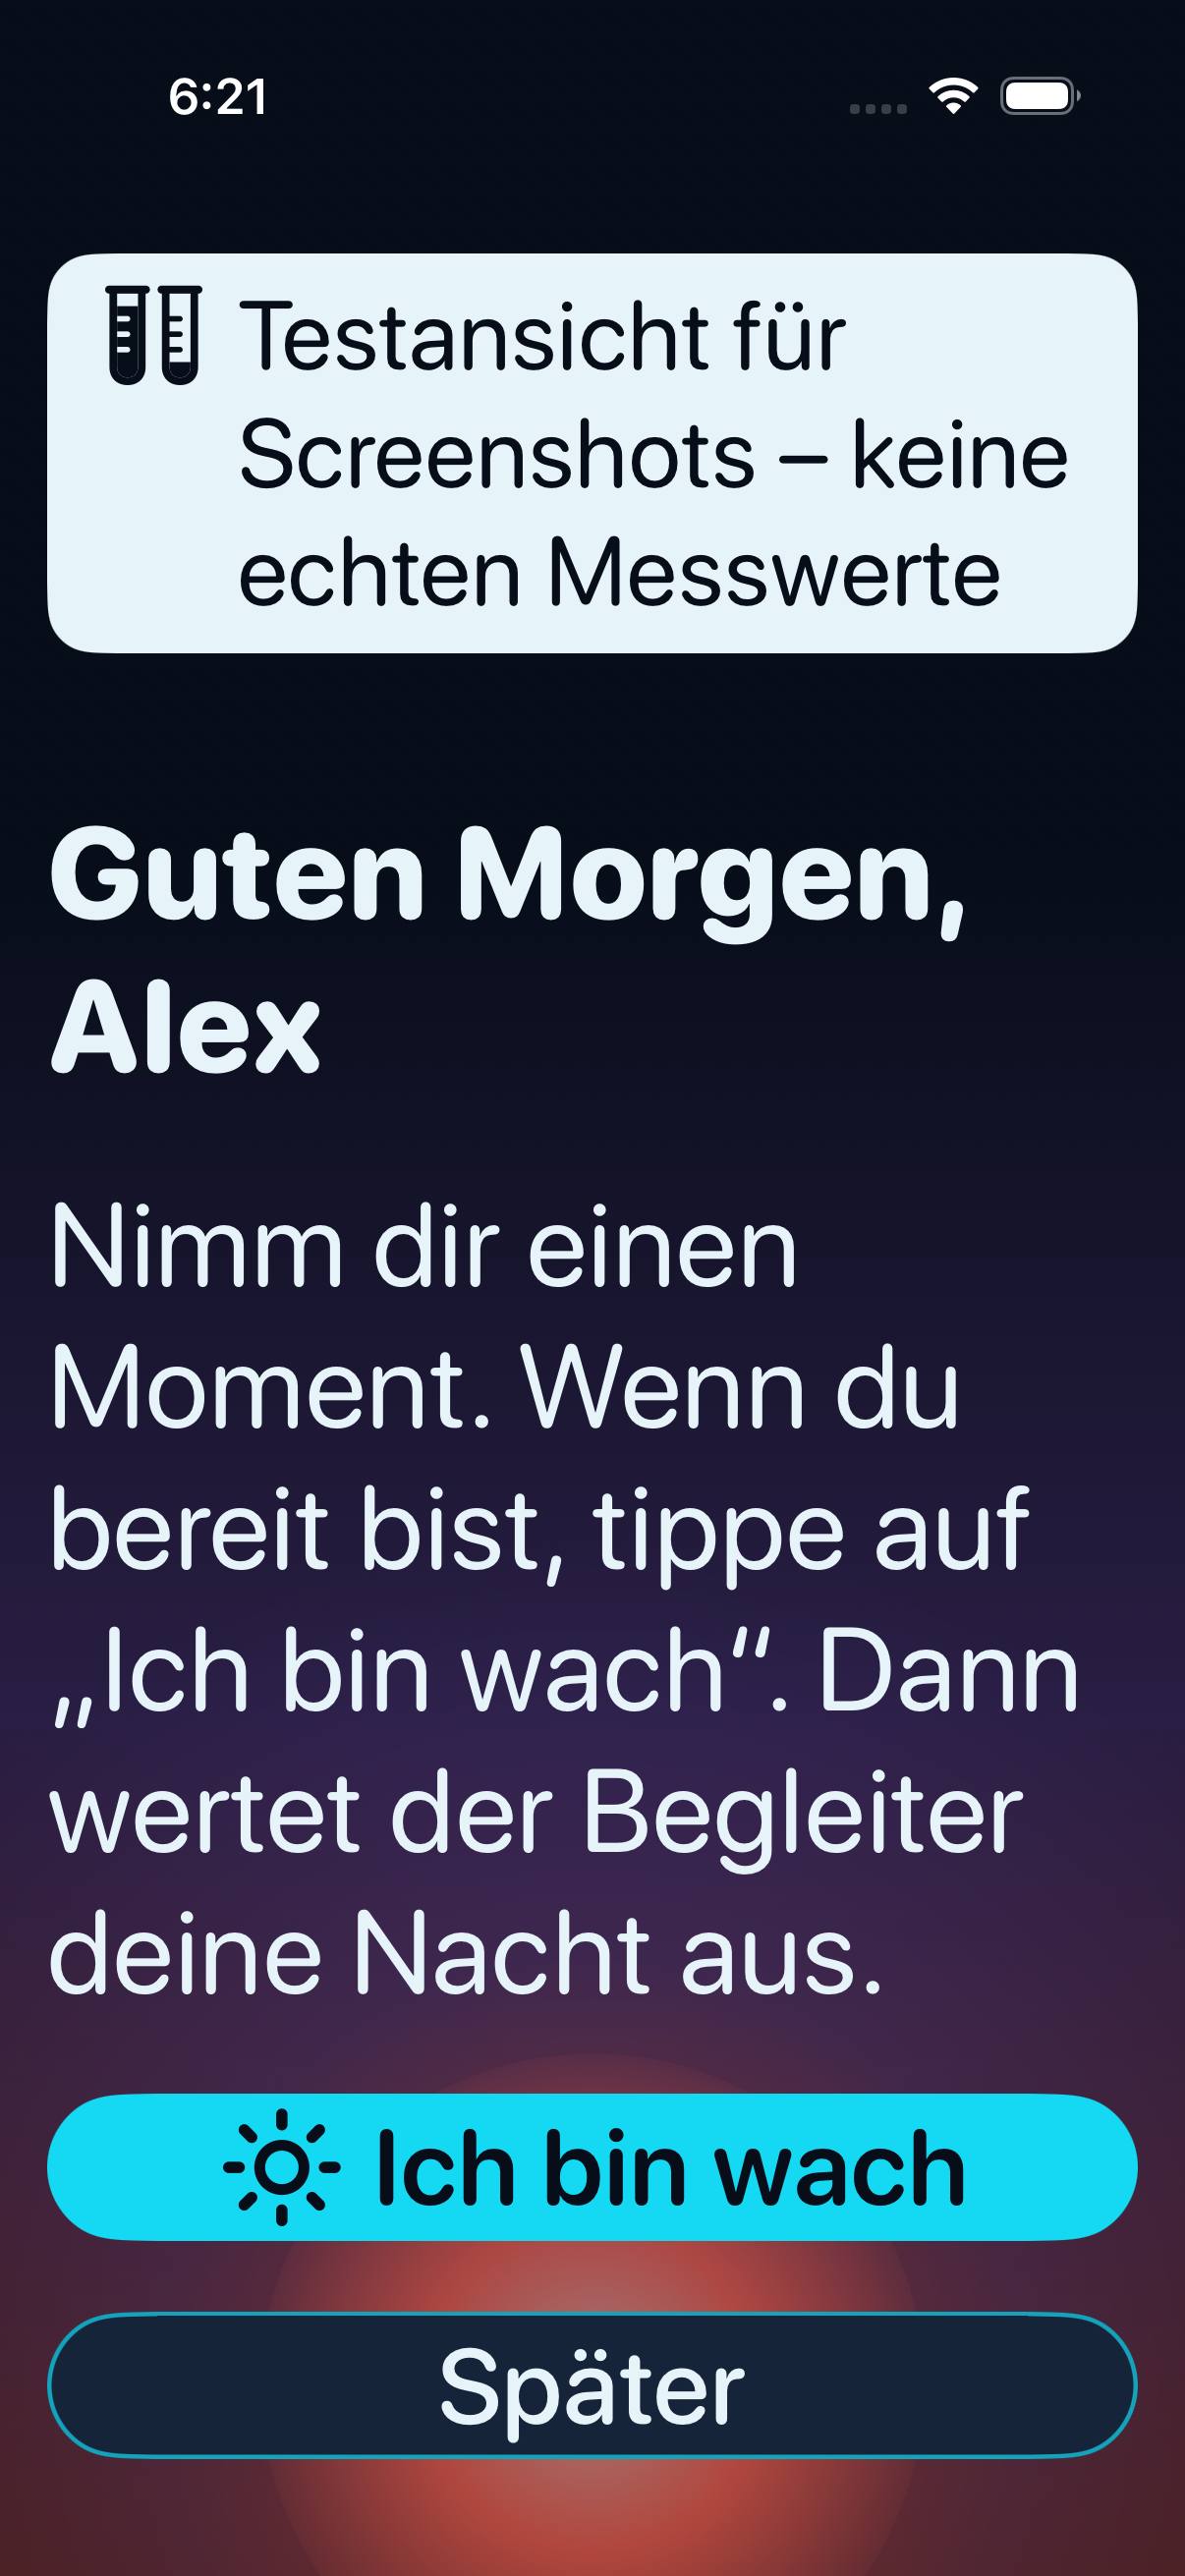 6:21
Testansicht für
Screenshots – keine
echten Messwerte
Guten Morgen,
Alex
Nimm dir einen
Moment. Wenn du
bereit bist, tippe auf
„Ich bin wach“. Dann
wertet der Begleiter
deine Nacht aus.
Ich bin wach
Später